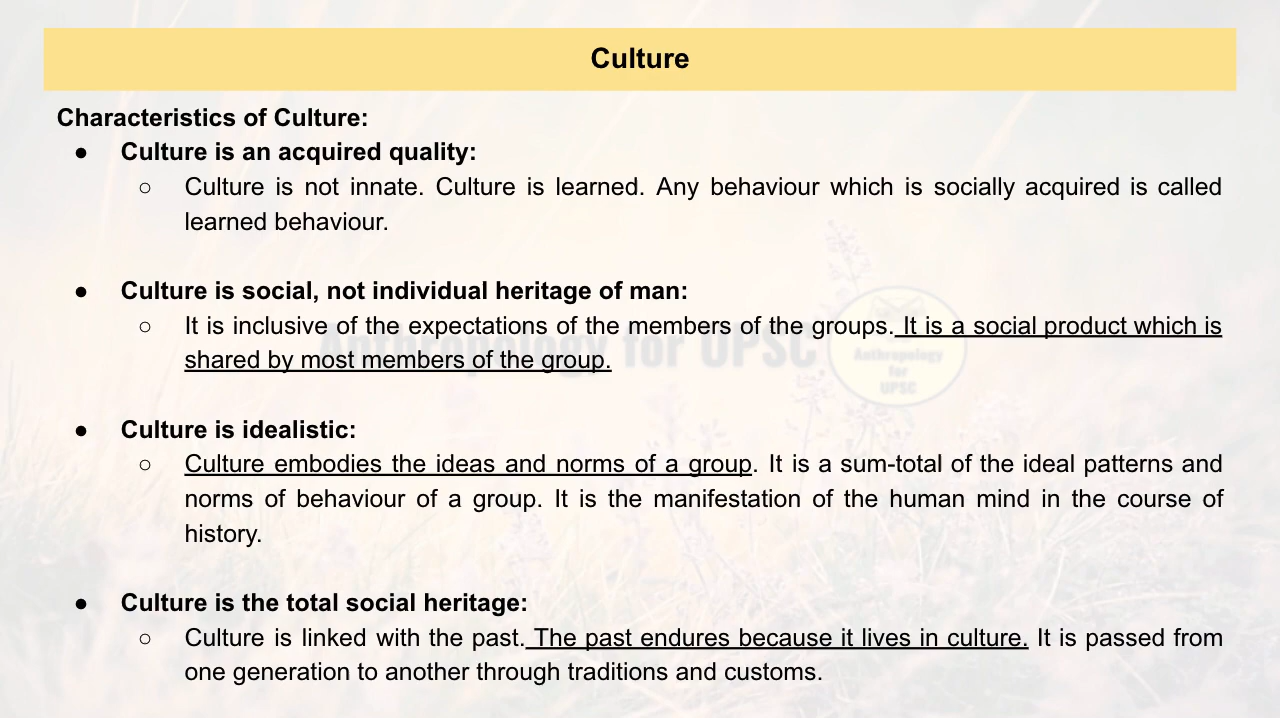 Culture
Characteristics of Culture:
● Culture is an acquired quality:
○ Culture is not innate. Culture is learned. Any behaviour which is socially acquired is called
learned behaviour.
● Culture is social, not individual heritage of man:
○ It is inclusive of the expectations of the members of the groups. It is a social product which is
shared by most members of the group.
Anthropology for UPSC
Anthropology
for
UPSC
● Culture is idealistic:
○ Culture embodies the ideas and norms of a group. It is a sum-total of the ideal patterns and
norms of behaviour of a group. It is the manifestation of the human mind in the course of
history.
● Culture is the total social heritage:
○ Culture is linked with the past. The past endures because it lives in culture. It is passed from
one generation to another through traditions and customs.